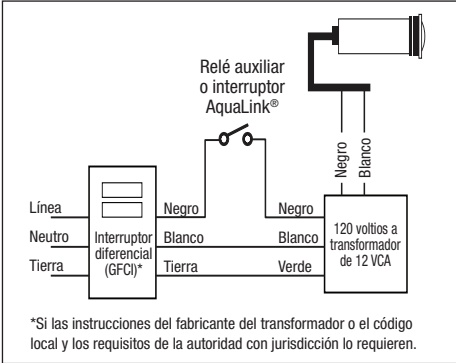 Relé auxiliar
o interruptor
AquaLink®
Negro
Blanco
Línea
Neutro
Tierra
Interruptor
diferencial
(GFCI)*
Negro
Blanco
Tierra
Negro
Blanco
Verde
120 voltios a
transformador
de 12 VCA
*Si las instrucciones del fabricante del transformador o el código
local y los requisitos de la autoridad con jurisdicción lo requieren.